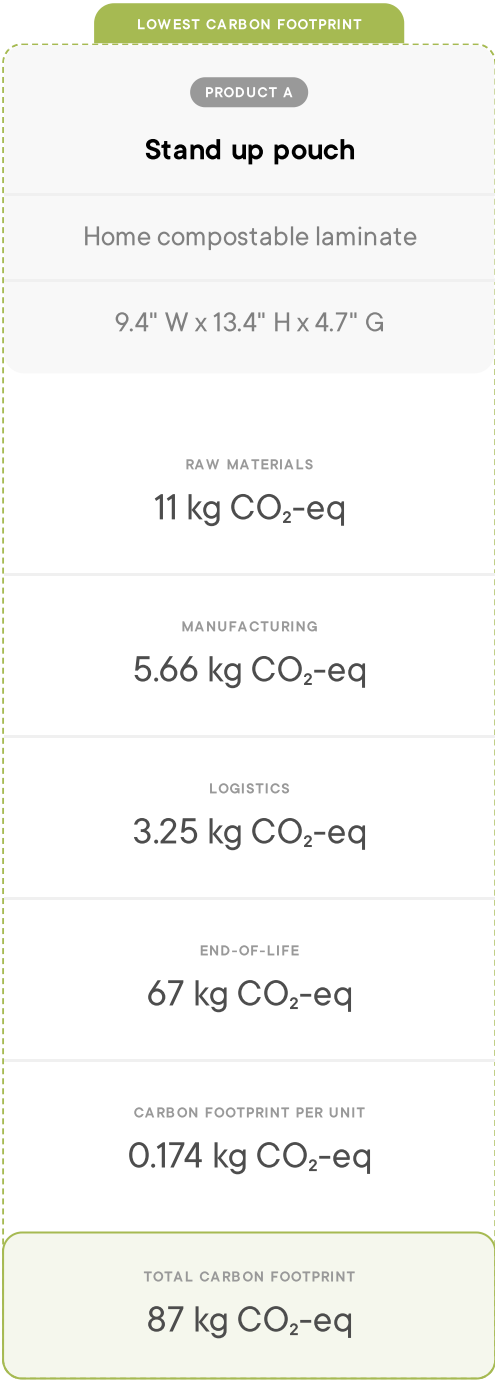 LOWEST CARBON FOOTPRINT
PRODUCT A
Stand up pouch
Home compostable laminate
9.4" W x 13.4" H x 4.7" G
RAW MATERIALS
11 kg CO₂-eq
MANUFACTURING
5.66 kg CO₂-eq
LOGISTICS
3.25 kg CO₂-eq
END-OF-LIFE
67 kg CO₂-eq
CARBON FOOTPRINT PER UNIT
0.174 kg CO₂-eq
TOTAL CARBON FOOTPRINT
87 kg CO₂-eq